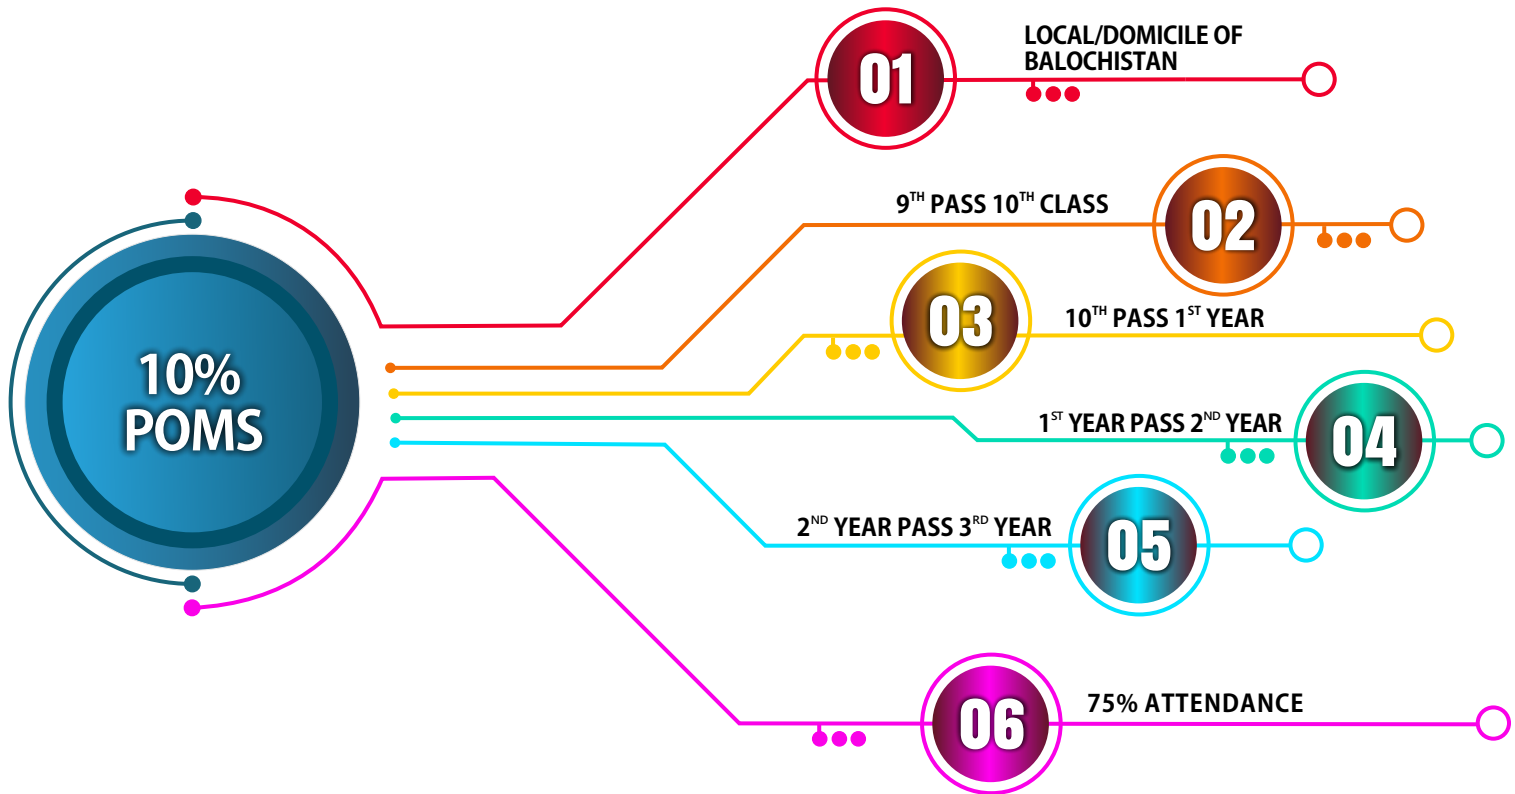 10%
POMS
01
LOCAL/DOMICILE OF
BALOCHISTAN
9TH PASS 10TH CLASS
02
03
10TH PASS 1ST YEAR
1ST YEAR PASS 2ND YEAR
04
2ND YEAR PASS 3RD YEAR
05
06
75% ATTENDANCE